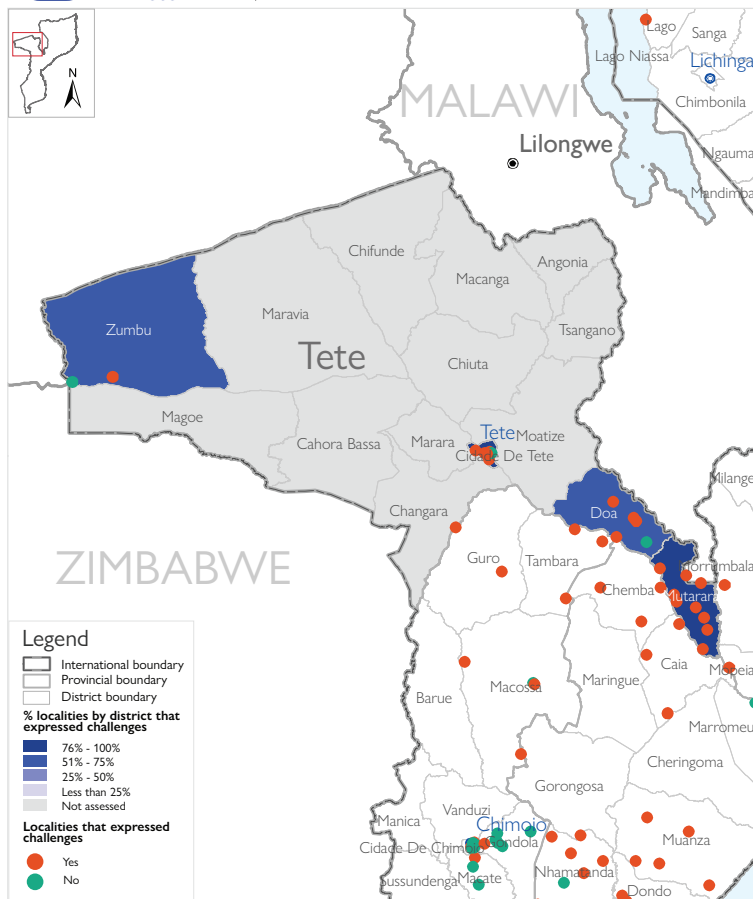 N
MALAWI
Lilongwe
Lago
Sanga
Lago Niassa
Lichinga
Chimbonila
Ngauma
Mandimba
Chifunde
Angonia
Macanga
Zumbu
Maravia
Tsangano
Tete
Chiuta
Magoe
Tete
Moatize
Cahora Bassa
Marara
Cidade De Tete
Milange
Changara
Doa
ZIMBABWE
Guro
Tambara
Morrumbala
Chemba
Mutarara
Caia
Mopeia
Maringue
Macossa
Barue
Marromeu
Cheringoma
Gorongosa
Vanduzi
Manica
Chimoio
Gondola
Muanza
Cidade De Chimoio
Nhamatanda
Sussundenga
Macate
Dondo
Legend
International boundary
Provincial boundary
District boundary
% localities by district that
expressed challenges
76% - 100%
51% - 75%
25% - 50%
Less than 25%
Not assessed
Localities that expressed
challenges
Yes
No